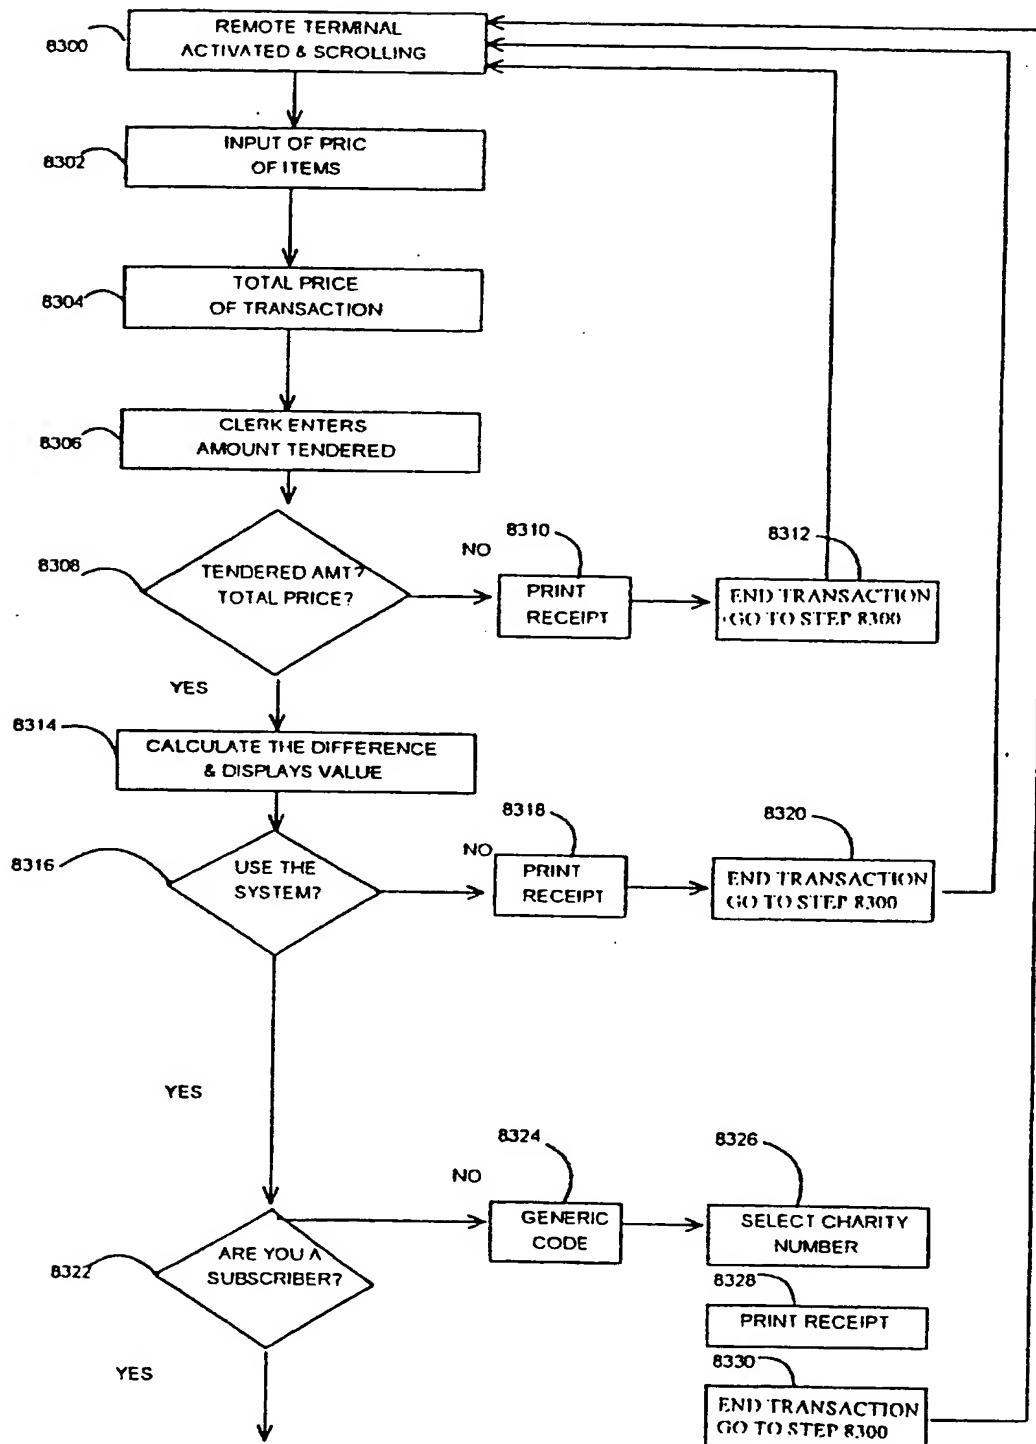 8300
REMOTE TERMINAL
ACTIVATED & SCROLLING
8302
INPUT OF PRIC
OF ITEMS
8304
TOTAL PRICE
OF TRANSACTION
8306
CLERK ENTERS
AMOUNT TENDERED
8308
TENDERED AMT?
TOTAL PRICE?
NO
8310
PRINT
RECEIPT
8312
END TRANSACTION
GO TO STEP 8300
YES
8314
CALCULATE THE DIFFERENCE
& DISPLAYS VALUE
8316
USE THE
SYSTEM?
NO
8318
PRINT
RECEIPT
8320
END TRANSACTION
GO TO STEP 8300
YES
8322
ARE YOU A
SUBSCRIBER?
NO
8324
GENERIC
CODE
8326
SELECT CHARITY
NUMBER
8328
PRINT RECEIPT
8330
END TRANSACTION
GO TO STEP 8300
YES